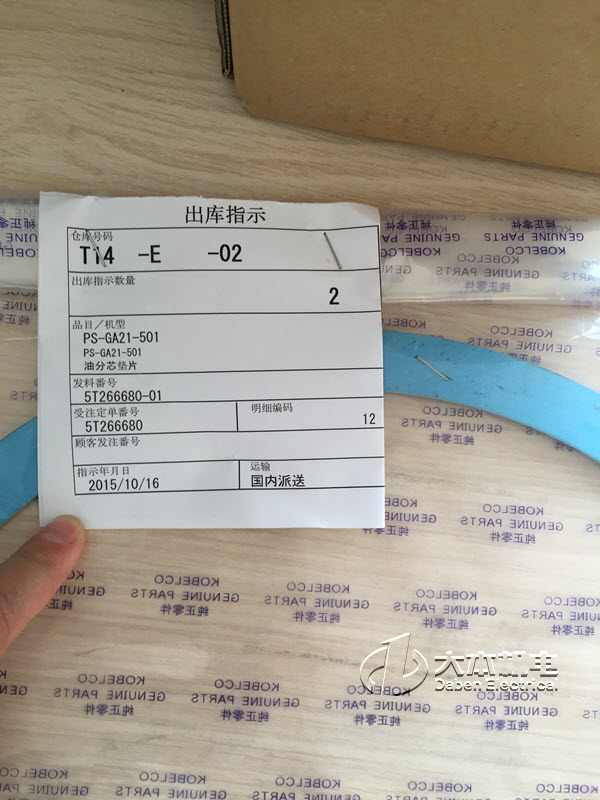 出库指示
仓库号码
T14 -E -02
出库指示数量
2
品目／机型
PS-GA21-501
PS-GA21-501
油分芯垫片
发料番号
5T266680-01
受注定单番号
5T266680
明细编码
12
顾客发注番号
指示年月日
2015/10/16
运输
国内派送
KOBELCO
GENUINE PARTS
纯正零件
大本机电
Daben Electrical